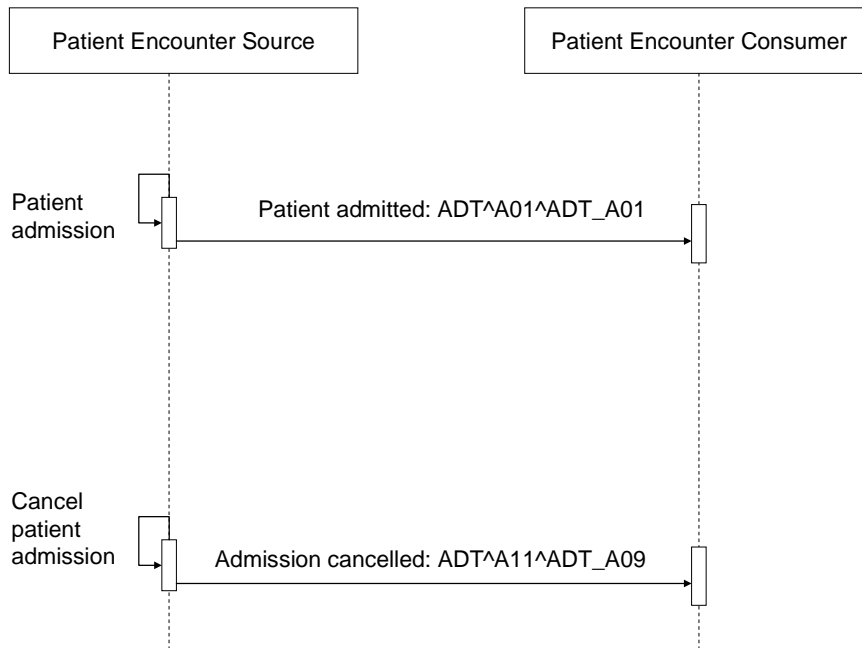 Patient Encounter Source
Patient Encounter Consumer
Patient
admission
Patient admitted: ADT^A01^ADT_A01
Cancel
patient
admission
Admission cancelled: ADT^A11^ADT_A09